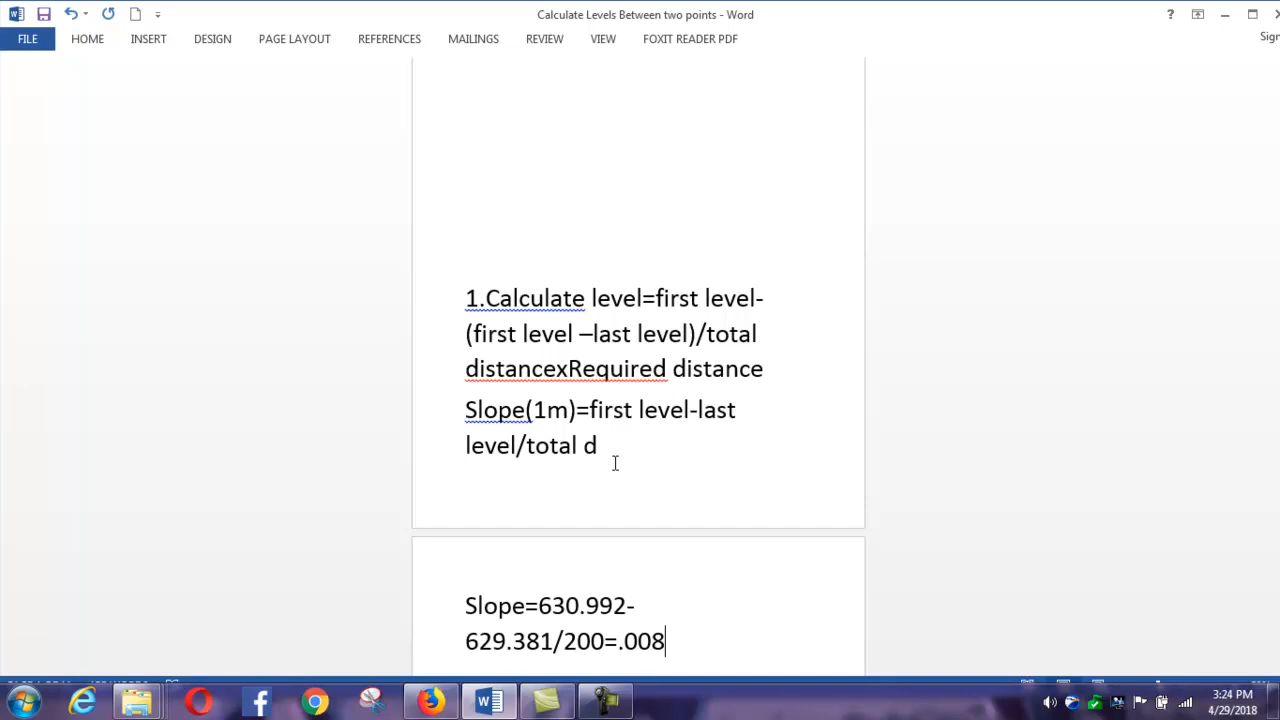 Calculate Levels Between two points - Word
?
Sign
FILE HOME INSERT DESIGN PAGE LAYOUT REFERENCES MAILINGS REVIEW VIEW FOXIT READER PDF
1.Calculate level=first level-
(first level –last level)/total
distancexRequired distance
Slope(1m)=first level-last
level/total d
Slope=630.992-
629.381/200=.008
3:24 PM
4/29/2018